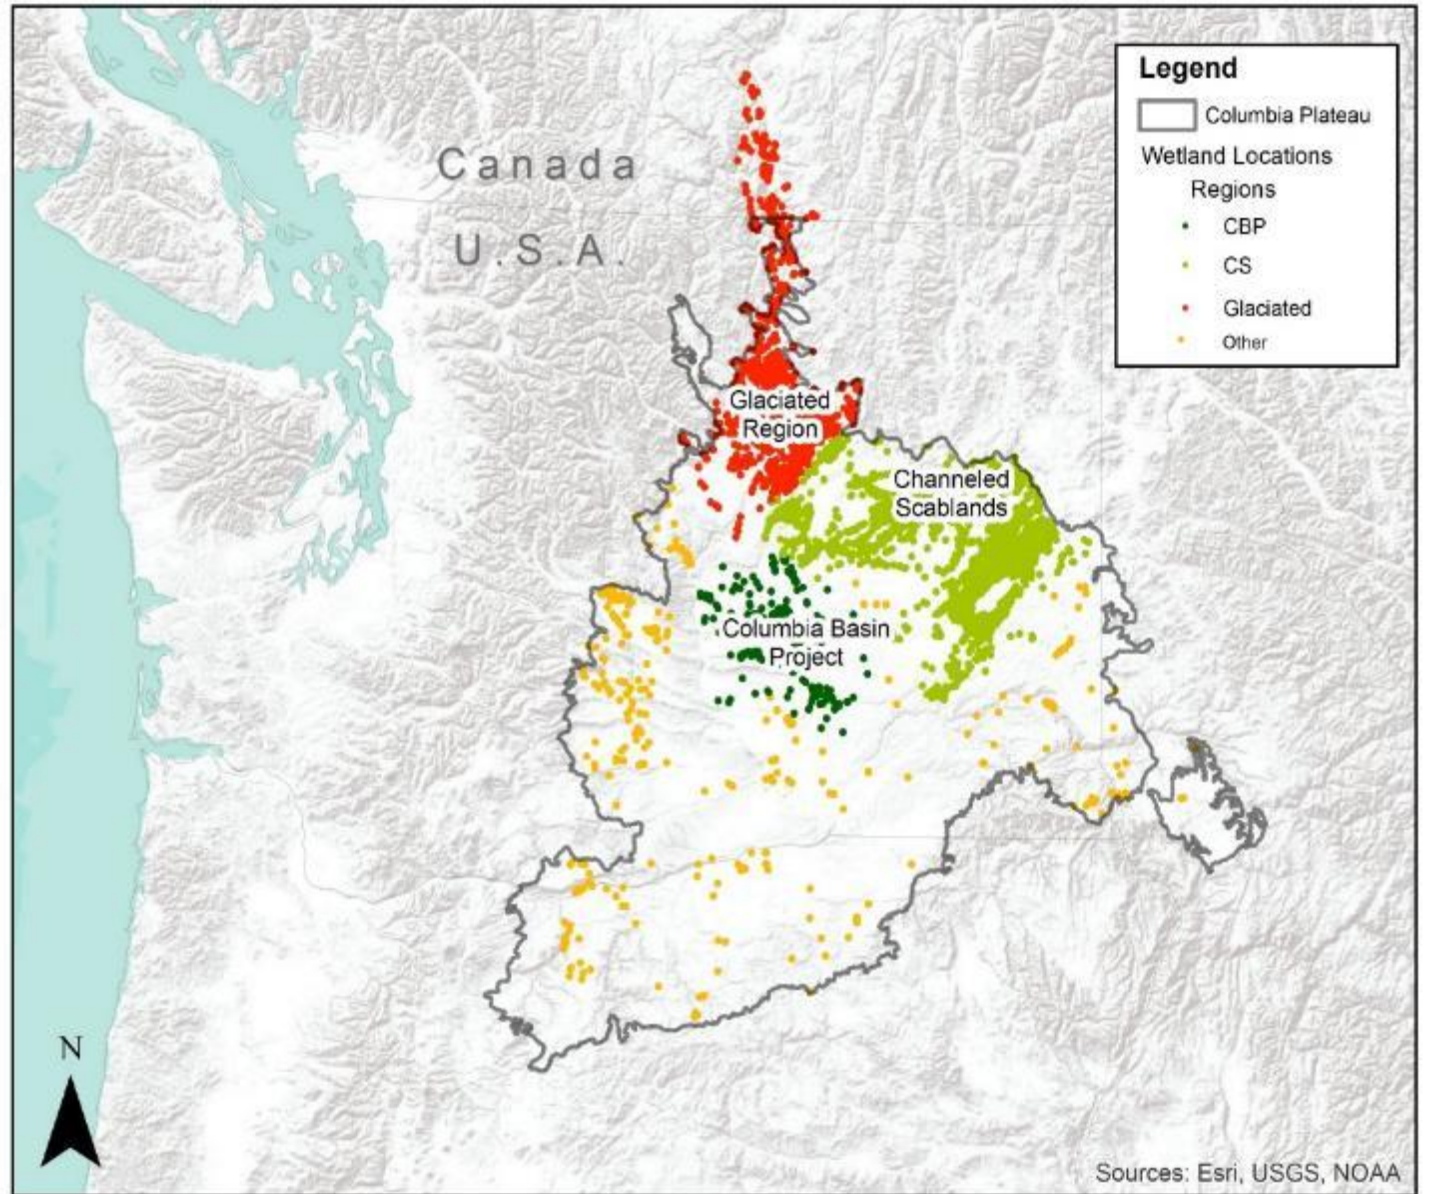 Legend
Columbia Plateau
Wetland Locations
Regions
CBP
CS
Glaciated
Other
Canada
U.S.A.
Glaciated
Region
Channeled
Scablands
Columbia Basin
Project
N
Sources: Esri, USGS, NOAA